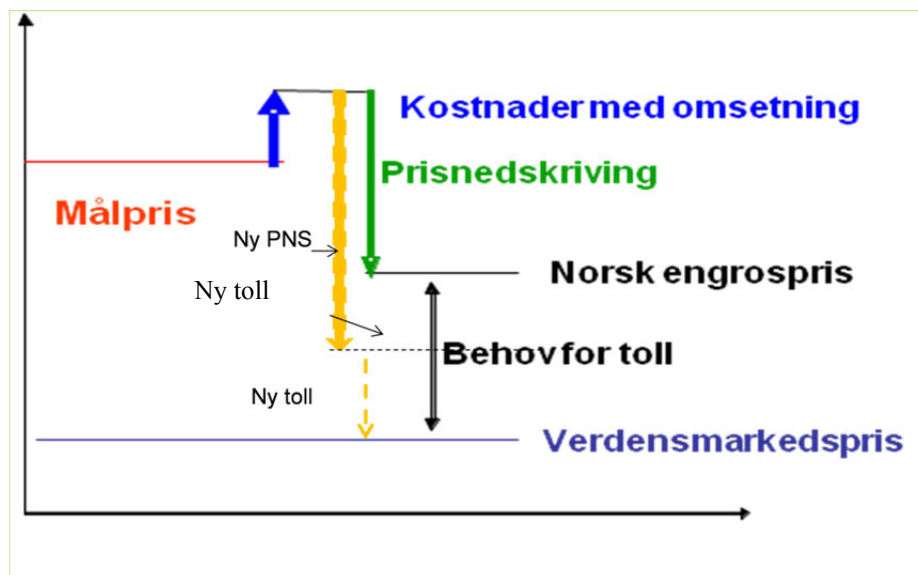 Kostnader med omsetning
Prisnedskriving
Målpris
Ny PNS
Norsk engrospris
Ny toll
Behov for toll
Ny toll
Verdensmarkedspris